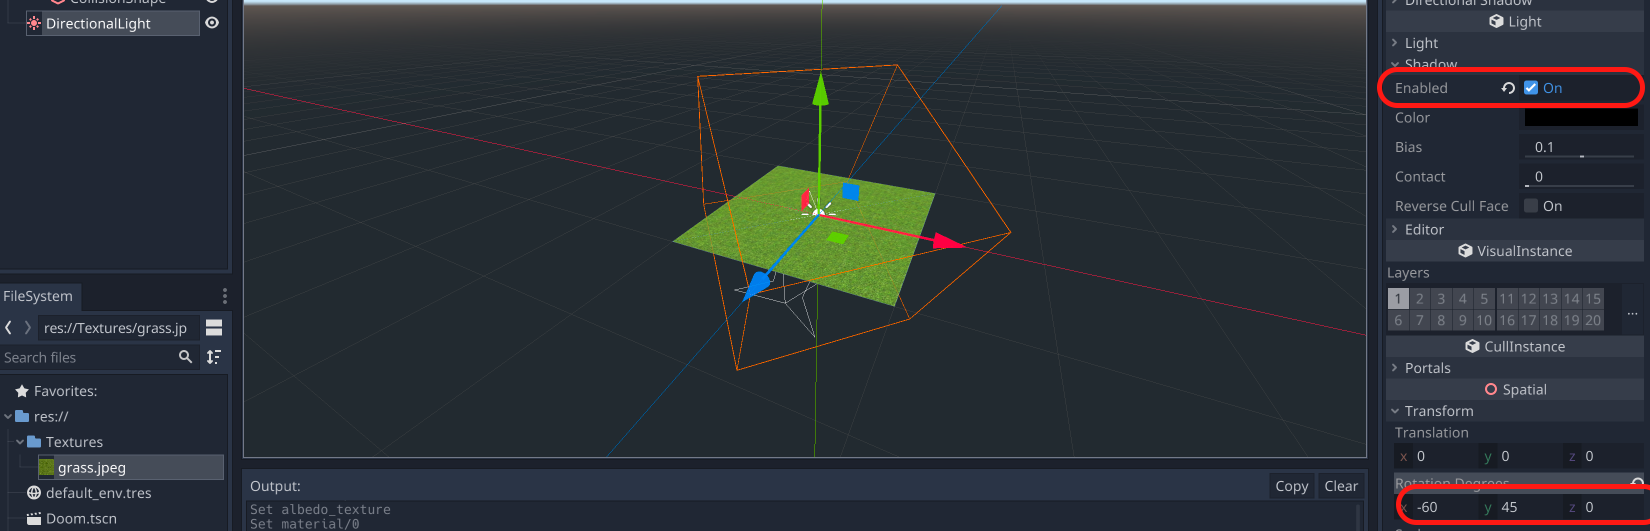 CollisionShape
DirectionalLight
FileSystem
res://Textures/grass.jp
Search files
Favorites:
res://
Textures
grass.jpeg
default_env.tres
Doom.tscn
Output:
Copy
Clear
Set albedo_texture
Set material/0
Directional Shadow
Light
Light
Shadow
Enabled
On
Color
Bias
0.1
Contact
0
Reverse Cull Face
On
Editor
VisualInstance
Layers
1 2 3 4 5 11 12 13 14 15
6 7 8 9 10 16 17 18 19 20
...
CullInstance
Portals
Spatial
Transform
Translation
x 0 y 0 z 0
Rotation Degrees
x -60 y 45 z 0